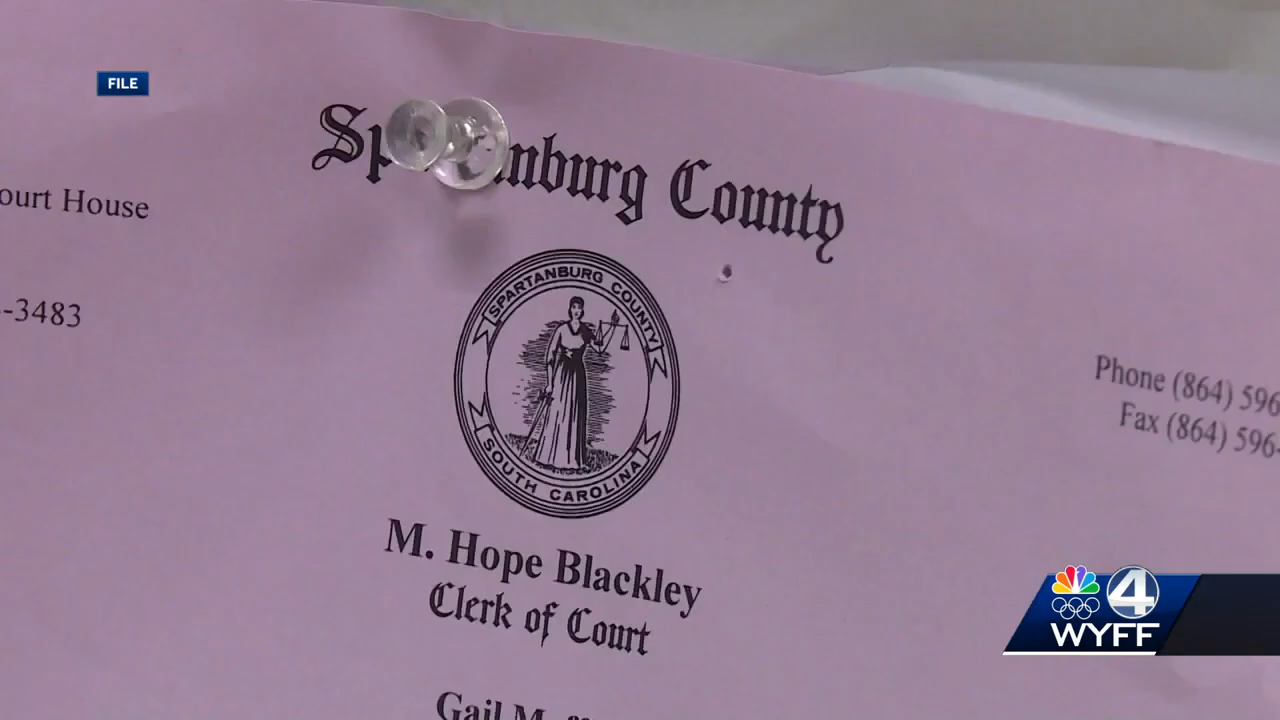 FILE
Spartanburg County
ourt House
-3483
SPARTANBURG COUNTY
SOUTH CAROLINA
Phone (864) 596
Fax (864) 596-
M. Hope Blackley
Clerk of Court
Gail M.
4
WYFF